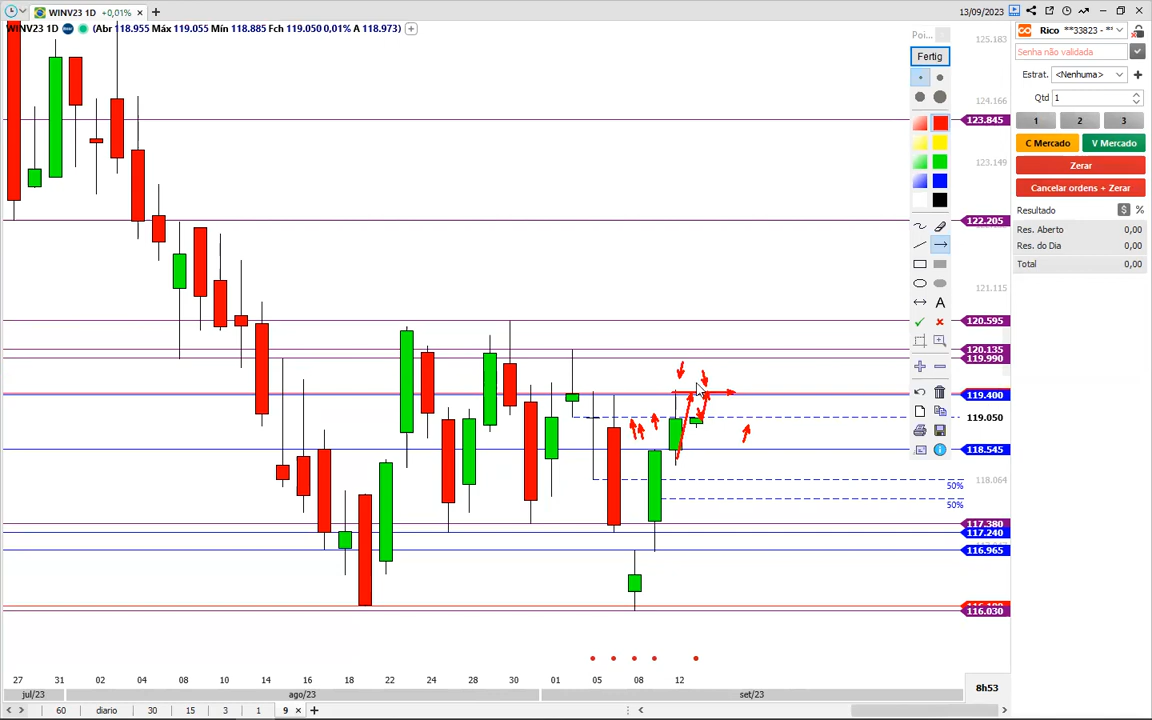 WINV23 1D +0,01%
13/09/2023
WINV23 1D (Abr 118.955 Máx 119.055 Mín 118.885 Fch 119.050 0,01% A 118.973)
Poi...
Fertig
A
125.183
124.166
123.845
123.149
122.205
121.115
120.595
120.135
119.990
119.400
119.050
118.545
118.064
50%
50%
117.380
117.240
116.965
116.030
27 31 02 04 08 10 14 16 18 22 24 28 30 01 05 08 12
jul/23 ago/23 set/23
8h53
60 diario 30 15 3 1 9
Rico **33823 - *
Senha não validada
Estrat. <Nenhuma>
Qtd 1
1 2 3
C Mercado V Mercado
Zerar
Cancelar ordens + Zerar
Resultado $ %
Res. Aberto 0,00
Res. do Dia 0,00
Total 0,00